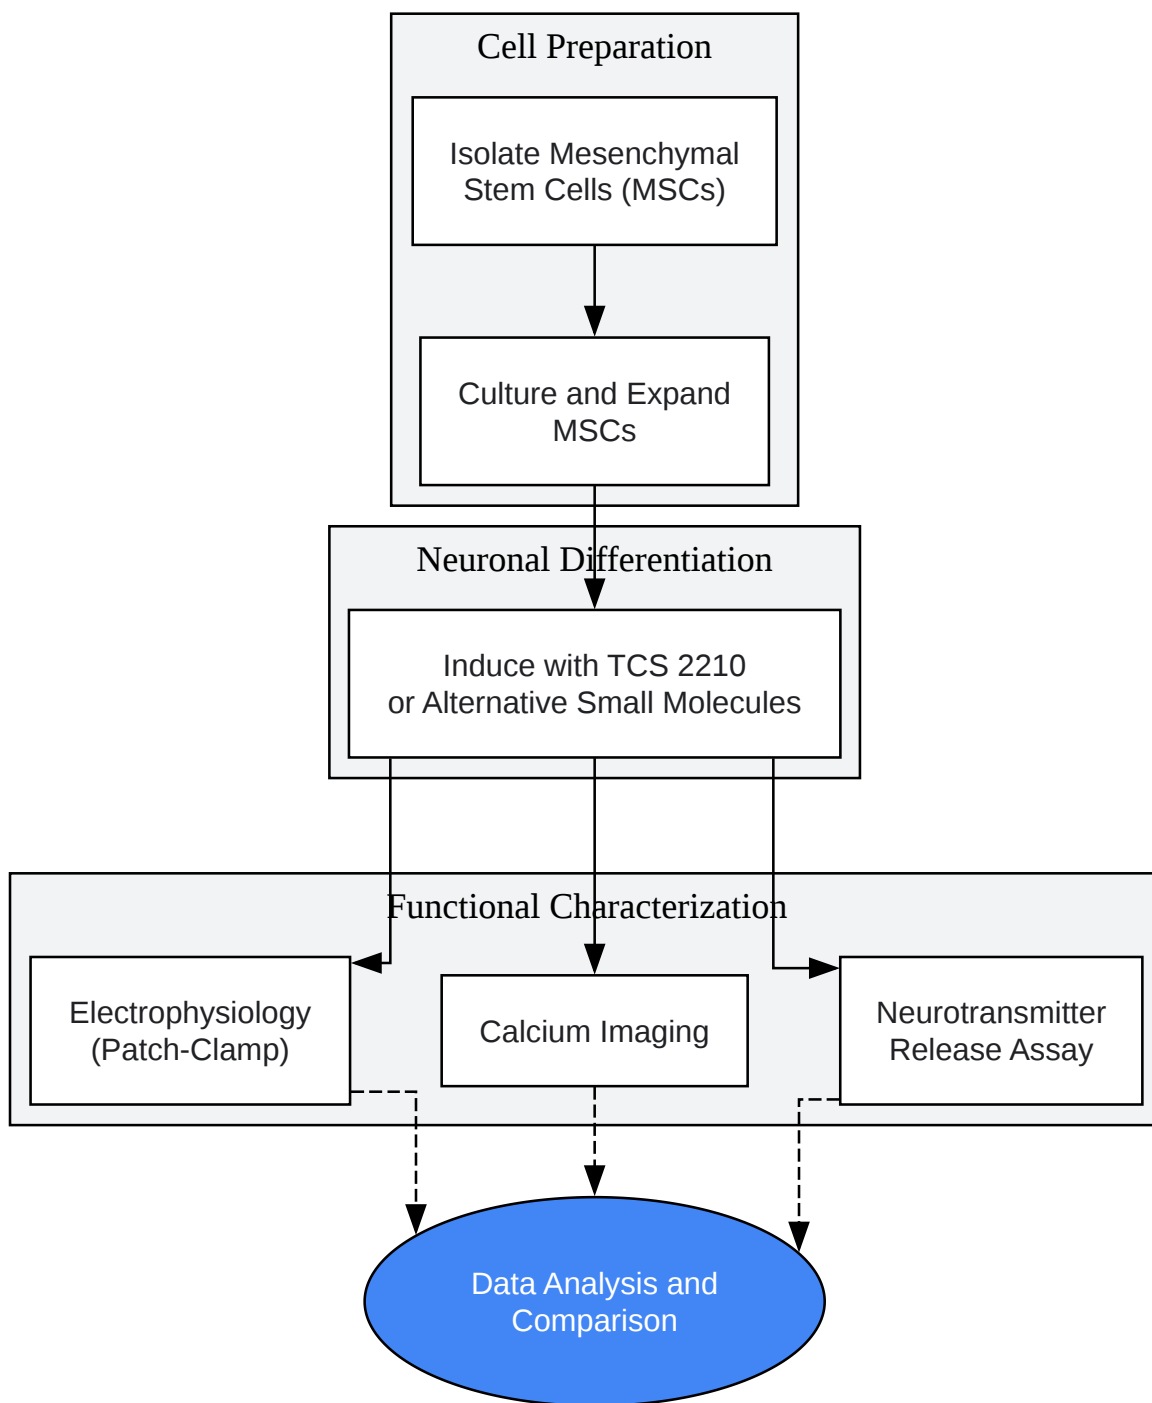 Cell Preparation
Isolate Mesenchymal
Stem Cells (MSCs)
Culture and Expand
MSCs
Neuronal Differentiation
Induce with TCS 2210
or Alternative Small Molecules
Functional Characterization
Electrophysiology
(Patch-Clamp)
Calcium Imaging
Neurotransmitter
Release Assay
Data Analysis and
Comparison